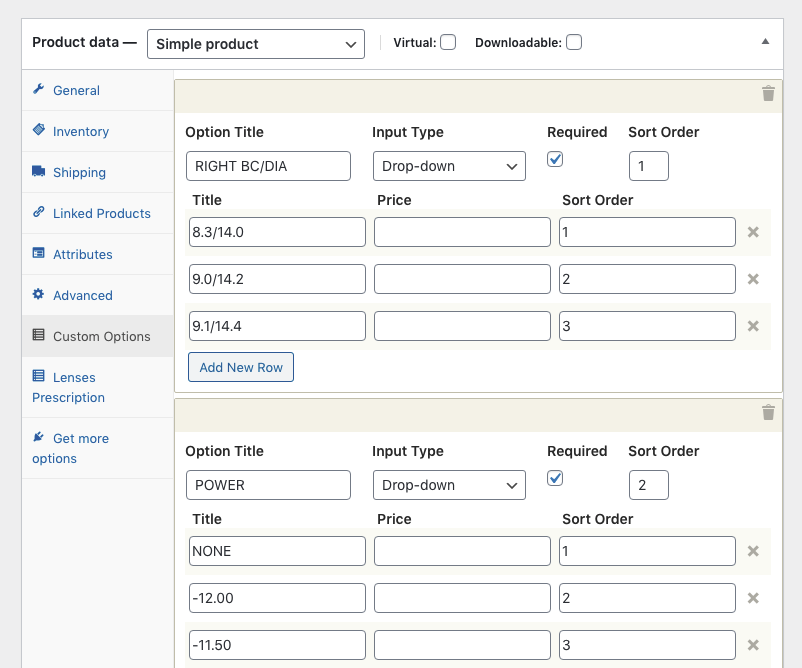 Product data — Simple product Virtual: Downloadable:
General
Inventory
Shipping
Linked Products
Attributes
Advanced
Custom Options
Lenses
Prescription
Get more
options
Option Title Input Type Required Sort Order
RIGHT BC/DIA Drop-down 1
Title Price Sort Order
8.3/14.0 1
9.0/14.2 2
9.1/14.4 3
Add New Row
Option Title Input Type Required Sort Order
POWER Drop-down 2
Title Price Sort Order
NONE 1
-12.00 2
-11.50 3